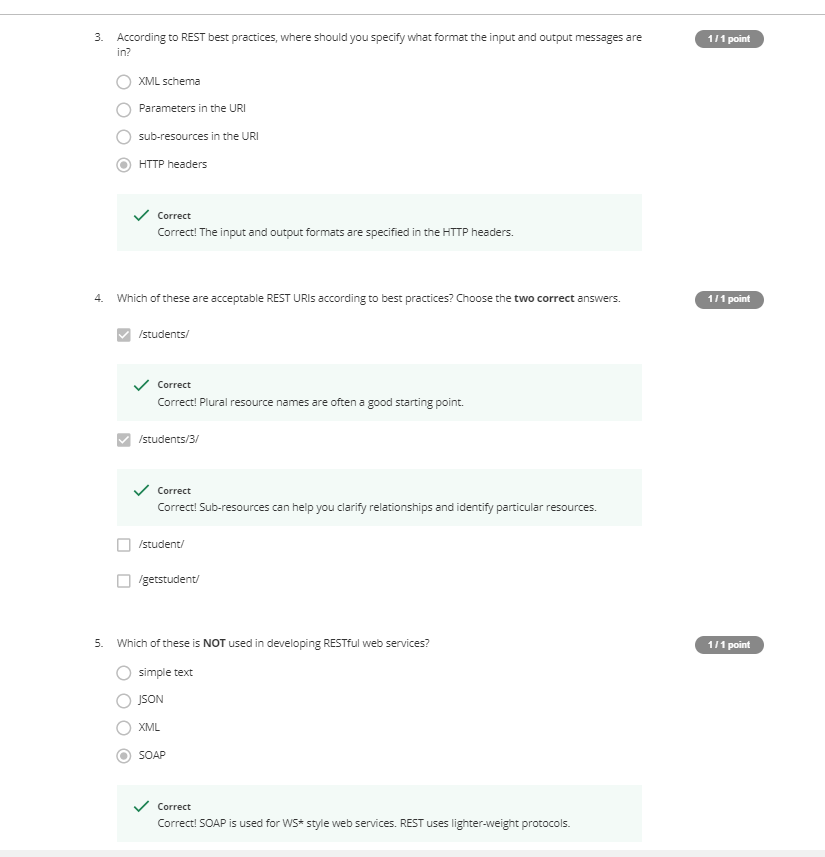 3. According to REST best practices, where should you specify what format the input and output messages are 1 / 1 point
in?
XML schema
Parameters in the URI
sub-resources in the URI
HTTP headers
Correct
Correct! The input and output formats are specified in the HTTP headers.
4. Which of these are acceptable REST URIs according to best practices? Choose the two correct answers. 1 / 1 point
/students/
Correct
Correct! Plural resource names are often a good starting point.
/students/3/
Correct
Correct! Sub-resources can help you clarify relationships and identify particular resources.
/student/
/getstudent/
5. Which of these is NOT used in developing RESTful web services? 1 / 1 point
simple text
JSON
XML
SOAP
Correct
Correct! SOAP is used for WS* style web services. REST uses lighter-weight protocols.